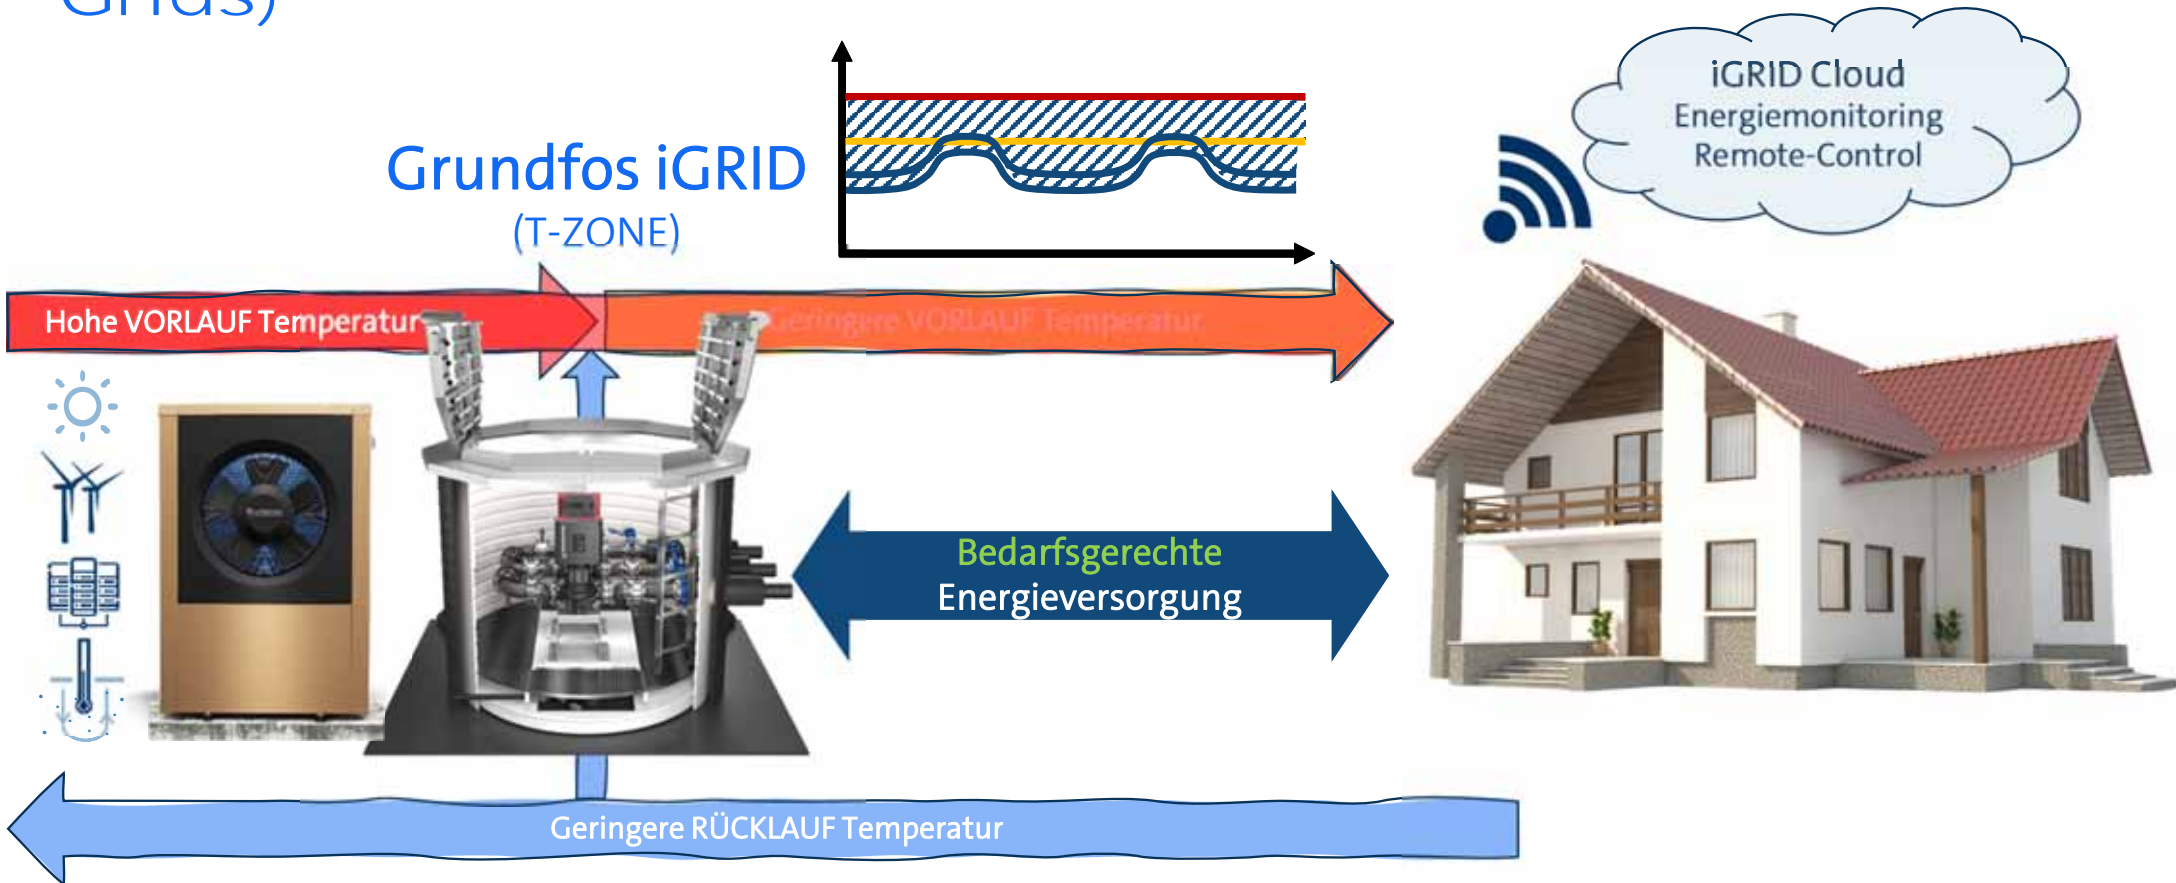 Grids)
iGRID Cloud
Energiemonitoring
Remote-Control
Grundfos iGRID
(T-ZONE)
Hohe VORLAUF Temperatur
Geringere VORLAUF Temperatur
Bedarfsgerechte
Energieversorgung
Geringere RÜCKLAUF Temperatur